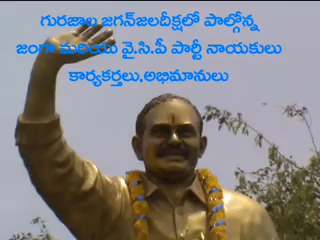 గురజాల జగన్‌జలదీక్షలో పాల్గోన్న
జంగా మరియు వై.సి.పీ పార్టీ నాయకులు
కార్యకర్తలు,అభిమానులు